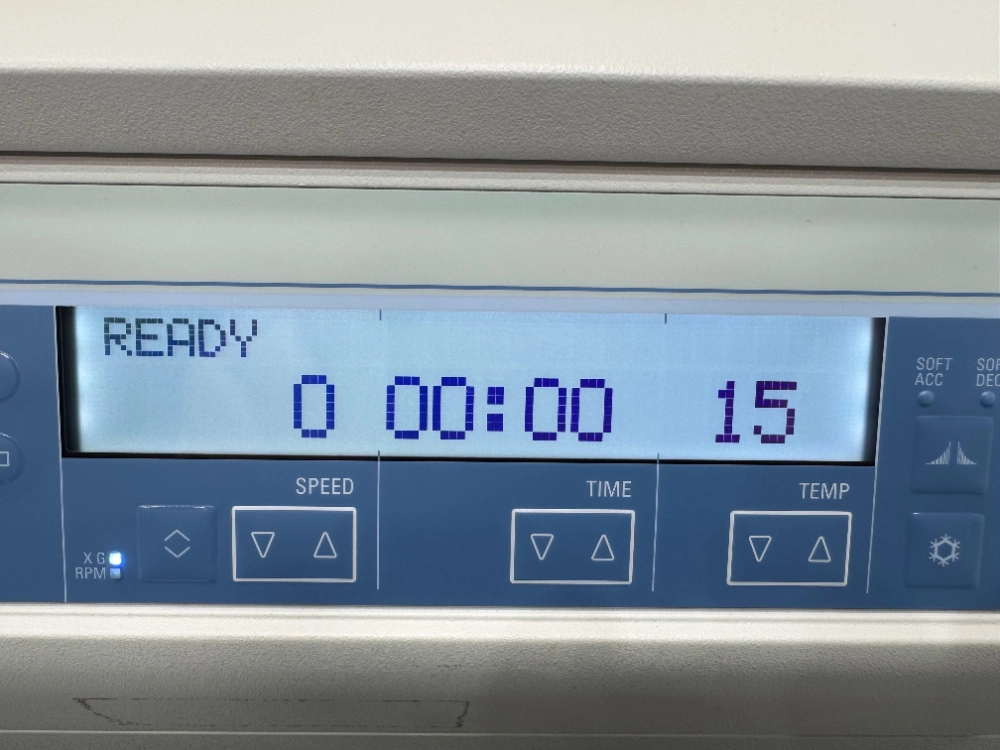 READY
0 00:00 15
SPEED TIME TEMP
X G
RPM
SOFT
ACC